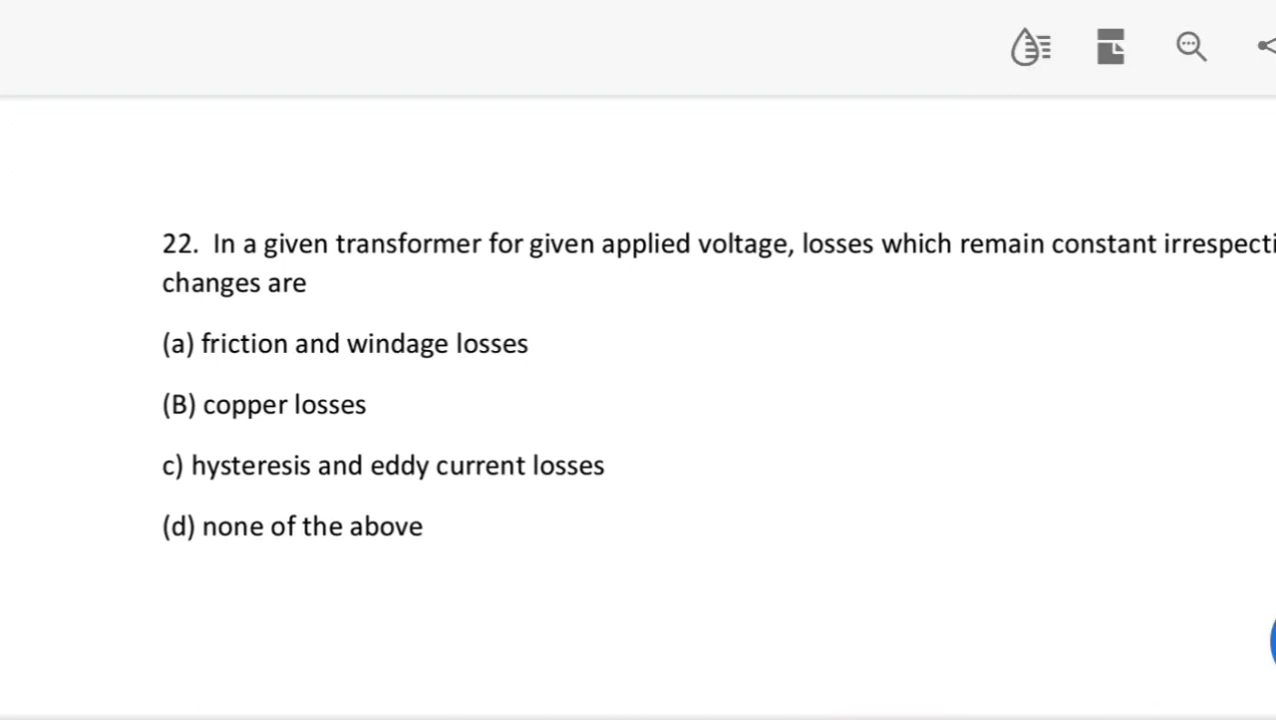 22. In a given transformer for given applied voltage, losses which remain constant irrespecti
changes are
(a) friction and windage losses
(B) copper losses
c) hysteresis and eddy current losses
(d) none of the above